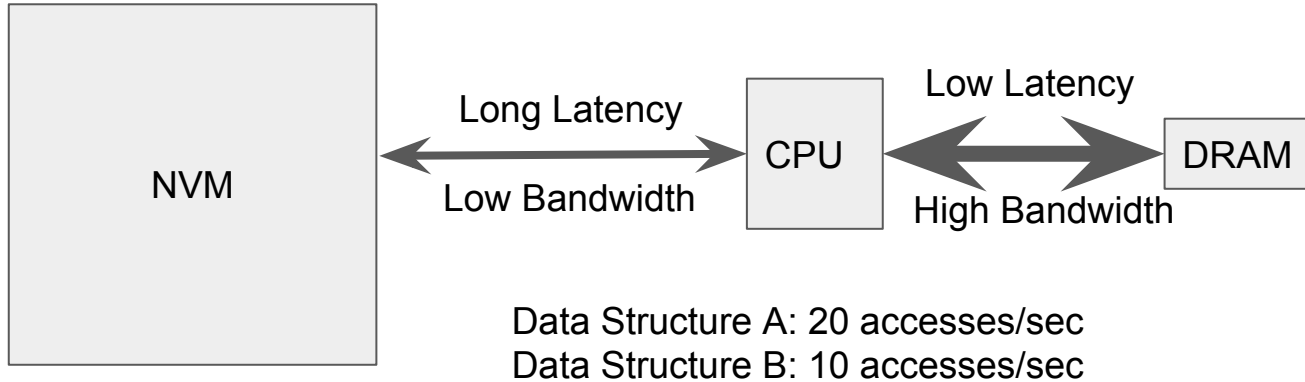 NVM
Long Latency
Low Bandwidth
CPU
Low Latency
High Bandwidth
DRAM
Data Structure A: 20 accesses/sec
Data Structure B: 10 accesses/sec